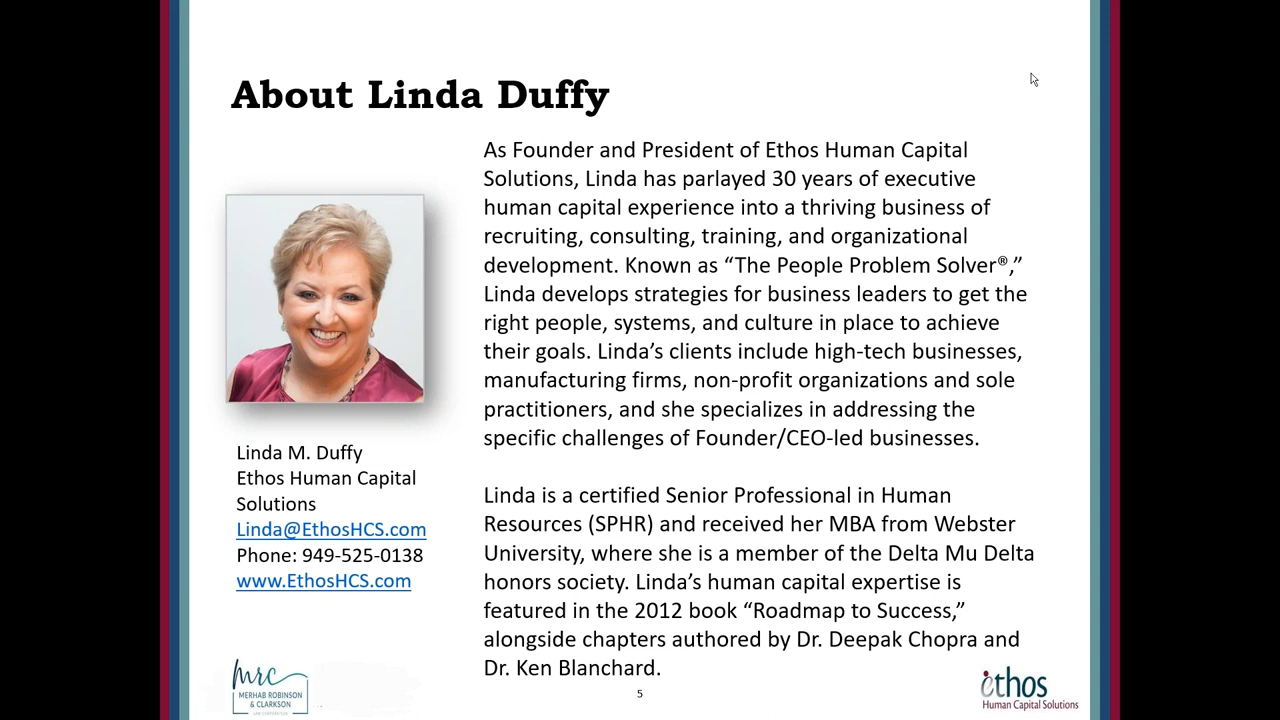 About Linda Duffy
As Founder and President of Ethos Human Capital
Solutions, Linda has parlayed 30 years of executive
human capital experience into a thriving business of
recruiting, consulting, training, and organizational
development. Known as “The People Problem Solver®,”
Linda develops strategies for business leaders to get the
right people, systems, and culture in place to achieve
their goals. Linda’s clients include high-tech businesses,
manufacturing firms, non-profit organizations and sole
practitioners, and she specializes in addressing the
specific challenges of Founder/CEO-led businesses.
Linda is a certified Senior Professional in Human
Resources (SPHR) and received her MBA from Webster
University, where she is a member of the Delta Mu Delta
honors society. Linda’s human capital expertise is
featured in the 2012 book “Roadmap to Success,”
alongside chapters authored by Dr. Deepak Chopra and
Dr. Ken Blanchard.
Linda M. Duffy
Ethos Human Capital
Solutions
Linda@EthosHCS.com
Phone: 949-525-0138
www.EthosHCS.com
mrc
MERHAB ROBINSON
& CLARKSON
LAW CORPORATION
5
ethos
Human Capital Solutions